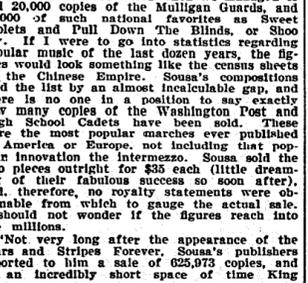 l 20,000 copies of the Mulligan Guards, and
000 of such national favorites as Sweet
olets and Pull Down The Blinds, or Shoo
y. If I were to go into statistics regarding
pular music of the last dozen years, the fig-
es would look something like the census sheets
the Chinese Empire. Sousa's compositions
d the list by an almost incalculable gap, and
ere is no one in a position to say exactly
w many copies of the Washington Post and
gh School Cadets have been sold. These
re the most popular marches ever published
America or Europe, not including that pop-
r innovation the intermezzo. Sousa sold the
o pieces outright for $35 each (little dream-
of their fabulous success so soon after),
d, therefore, no royalty statements were ob-
nable from which to gauge the actual sale.
should not wonder if the figures reach into
millions.
"Not very long after the appearance of the
rs and Stripes Forever, Sousa's publishers
orted to him a sale of 625,973 copies, and
an incredibly short space of time King